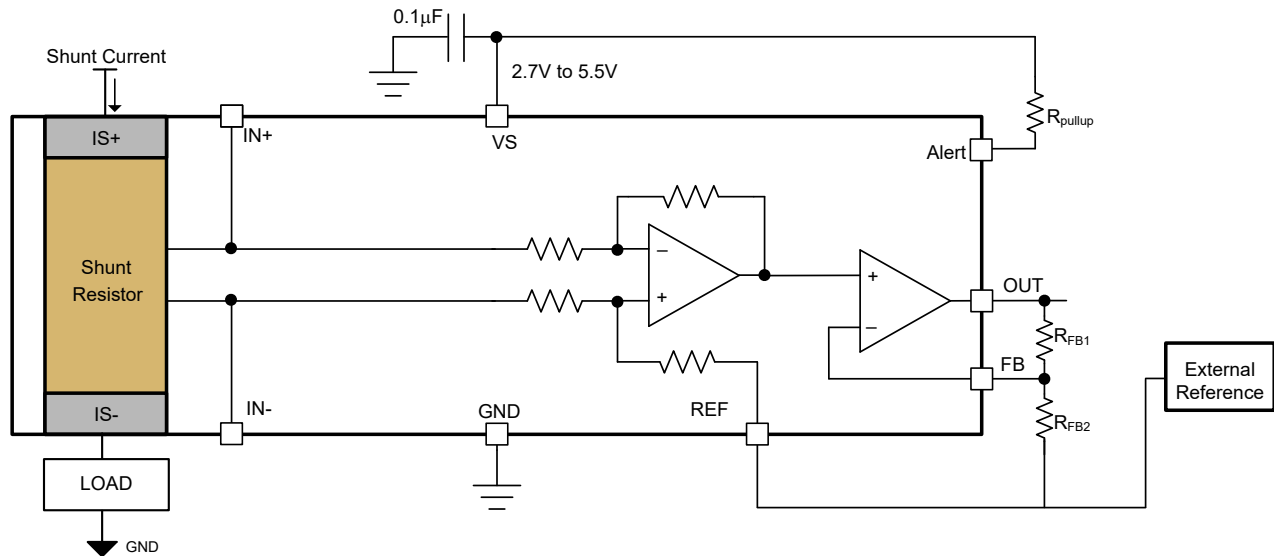 0.1μF
Shunt Current
2.7V to 5.5V
Rpullup
IS+
IN+
VS
Alert
−
+
Shunt
Resistor
+
−
OUT
RFB1
FB
External
Reference
IS-
IN-
GND
REF
RFB2
LOAD
GND